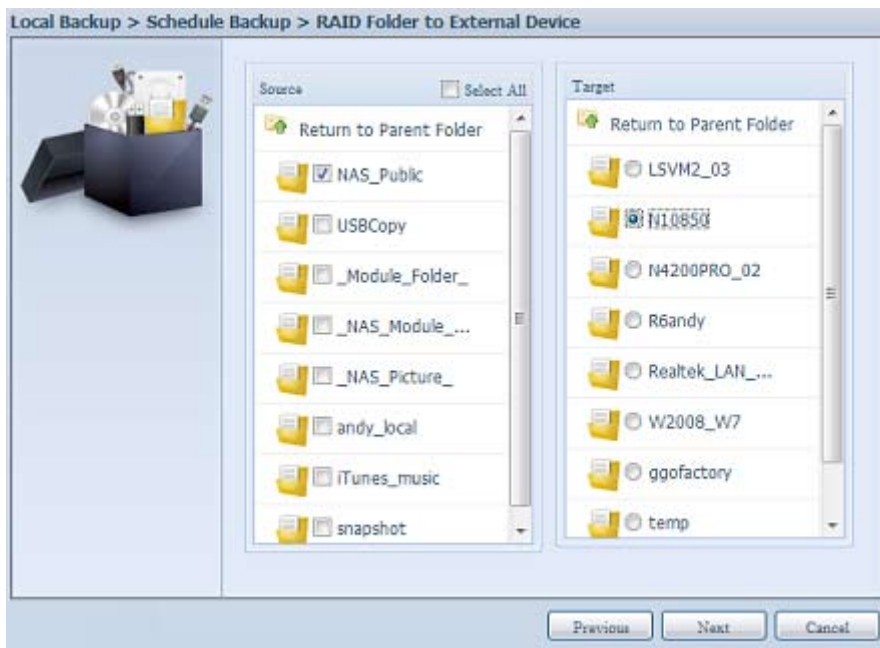 Local Backup > Schedule Backup > RAID Folder to External Device
Source
Select All
Return to Parent Folder
NAS_Public
USBCopy
_Module_Folder_
_NAS_Module_...
_NAS_Picture_
andy_local
iTunes_music
snapshot
Target
Return to Parent Folder
LSVM2_03
N10850
N4200PRO_02
R6andy
Realtek_LAN_...
W2008_W7
ggofactory
temp
Previous
Next
Cancel